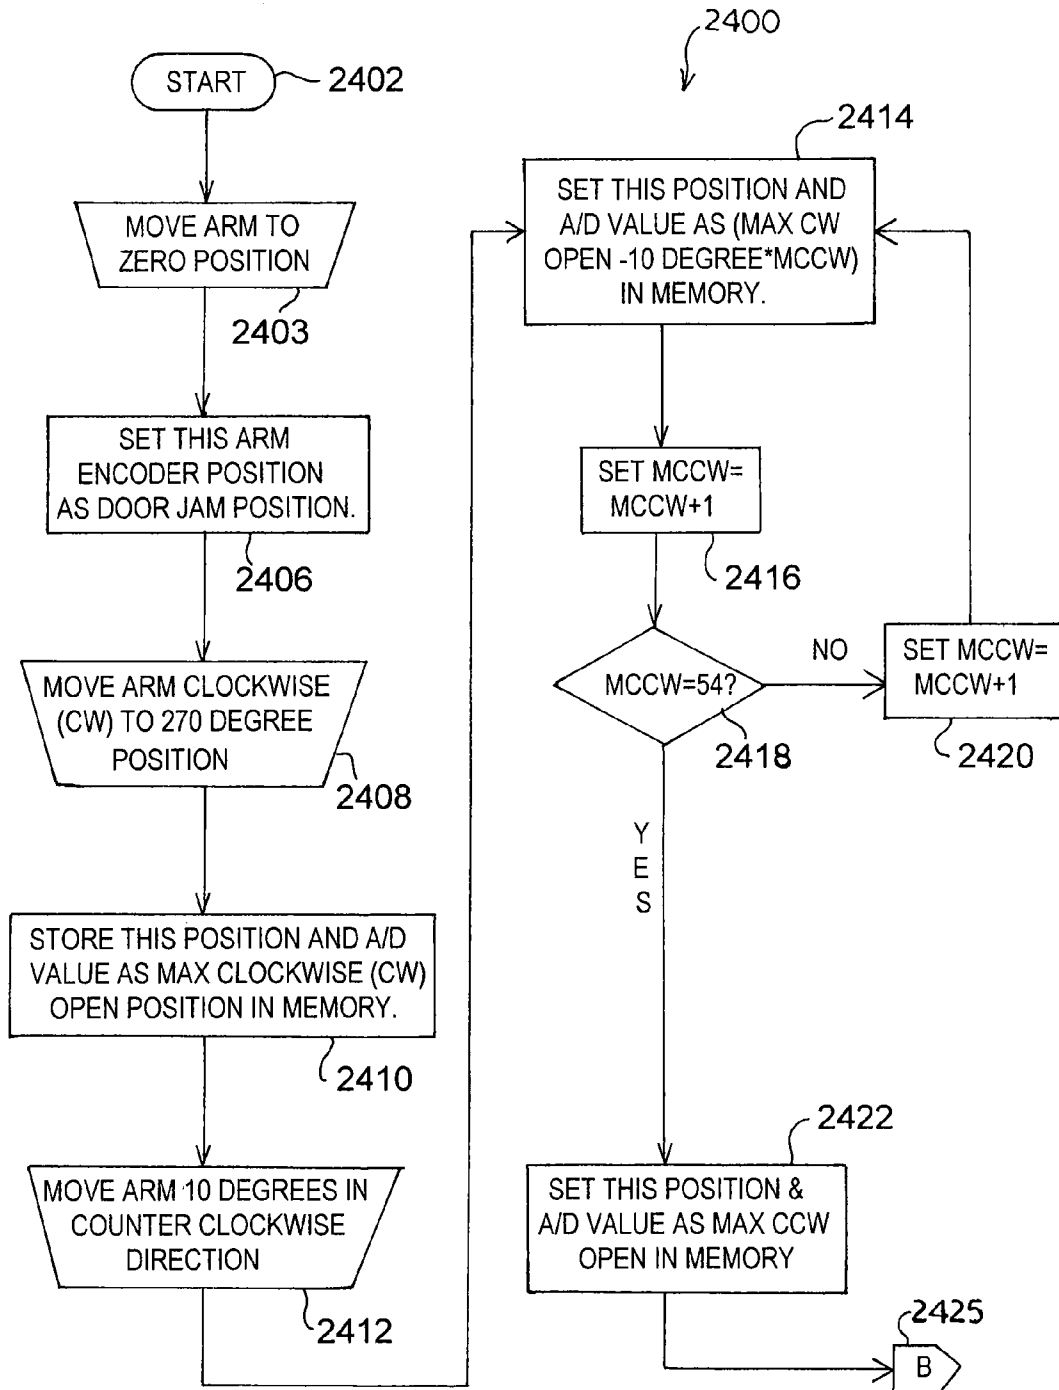 2400
START
2402
MOVE ARM TO
ZERO POSITION
2403
SET THIS ARM
ENCODER POSITION
AS DOOR JAM POSITION.
2406
MOVE ARM CLOCKWISE
(CW) TO 270 DEGREE
POSITION
2408
STORE THIS POSITION AND A/D
VALUE AS MAX CLOCKWISE (CW)
OPEN POSITION IN MEMORY.
2410
MOVE ARM 10 DEGREES IN
COUNTER CLOCKWISE
DIRECTION
2412
2414
SET THIS POSITION AND
A/D VALUE AS (MAX CW
OPEN -10 DEGREE*MCCW)
IN MEMORY.
SET MCCW=
MCCW+1
2416
MCCW=54?
2418
NO
SET MCCW=
MCCW+1
2420
YES
2422
SET THIS POSITION &
A/D VALUE AS MAX CCW
OPEN IN MEMORY
2425
B